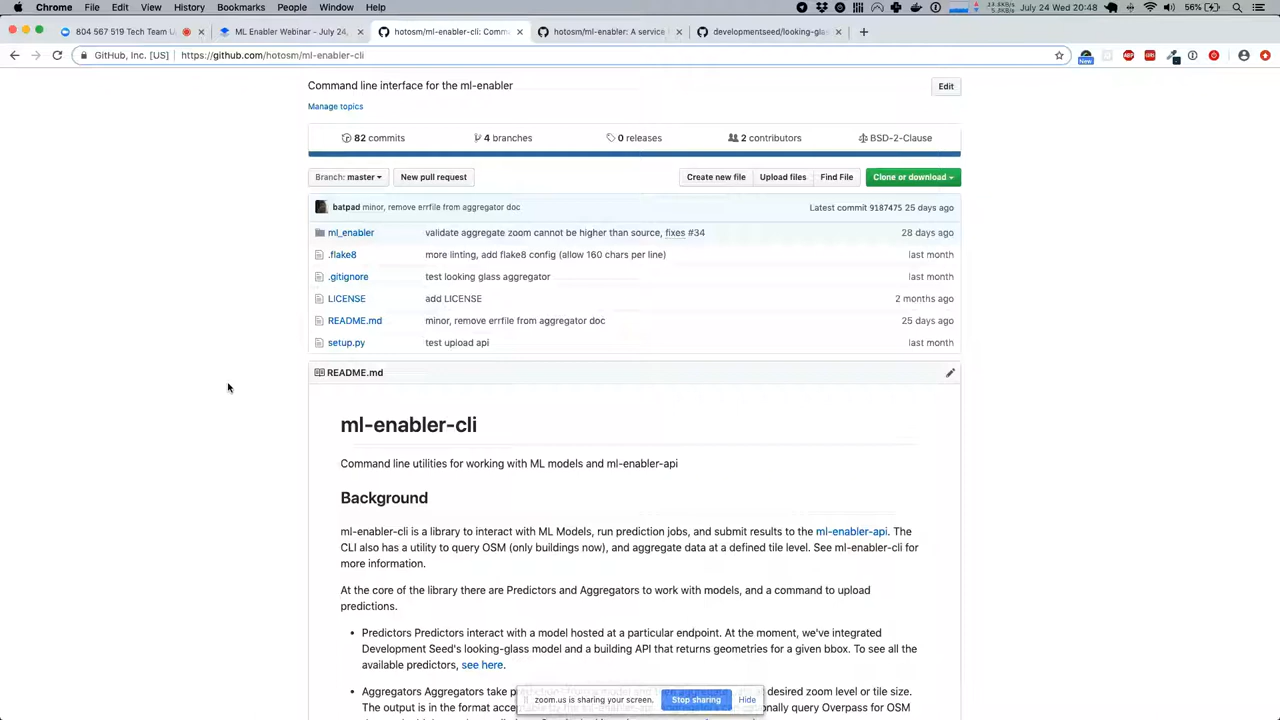 Chrome File Edit View History Bookmarks People Window Help July 24 Wed 20:48 56%
804 567 519 Tech Team U ML Enabler Webinar - July 24, hotosm/ml-enabler-cli: Comm hotosm/ml-enabler: A service developmentseed/looking-gla
GitHub, Inc. [US] https://github.com/hotosm/ml-enabler-cli New
Command line interface for the ml-enabler Edit
Manage topics
82 commits 4 branches 0 releases 2 contributors BSD-2-Clause
Branch: master New pull request Create new file Upload files Find File Clone or download
batpad minor, remove errfile from aggregator doc Latest commit 9187475 25 days ago
ml_enabler validate aggregate zoom cannot be higher than source, fixes #34 28 days ago
.flake8 more linting, add flake8 config (allow 160 chars per line) last month
.gitignore test looking glass aggregator last month
LICENSE add LICENSE 2 months ago
README.md minor, remove errfile from aggregator doc 25 days ago
setup.py test upload api last month
README.md
ml-enabler-cli
Command line utilities for working with ML models and ml-enabler-api
Background
ml-enabler-cli is a library to interact with ML Models, run prediction jobs, and submit results to the ml-enabler-api. The
CLI also has a utility to query OSM (only buildings now), and aggregate data at a defined tile level. See ml-enabler-cli for
more information.
At the core of the library there are Predictors and Aggregators to work with models, and a command to upload
predictions.
• Predictors Predictors interact with a model hosted at a particular endpoint. At the moment, we've integrated
Development Seed's looking-glass model and a building API that returns geometries for a given bbox. To see all the
available predictors, see here.
• Aggregators Aggregators take desired zoom level or tile size.
zoom.us is sharing your screen. Stop sharing Hide
The output is in the format query Overpass for OSM